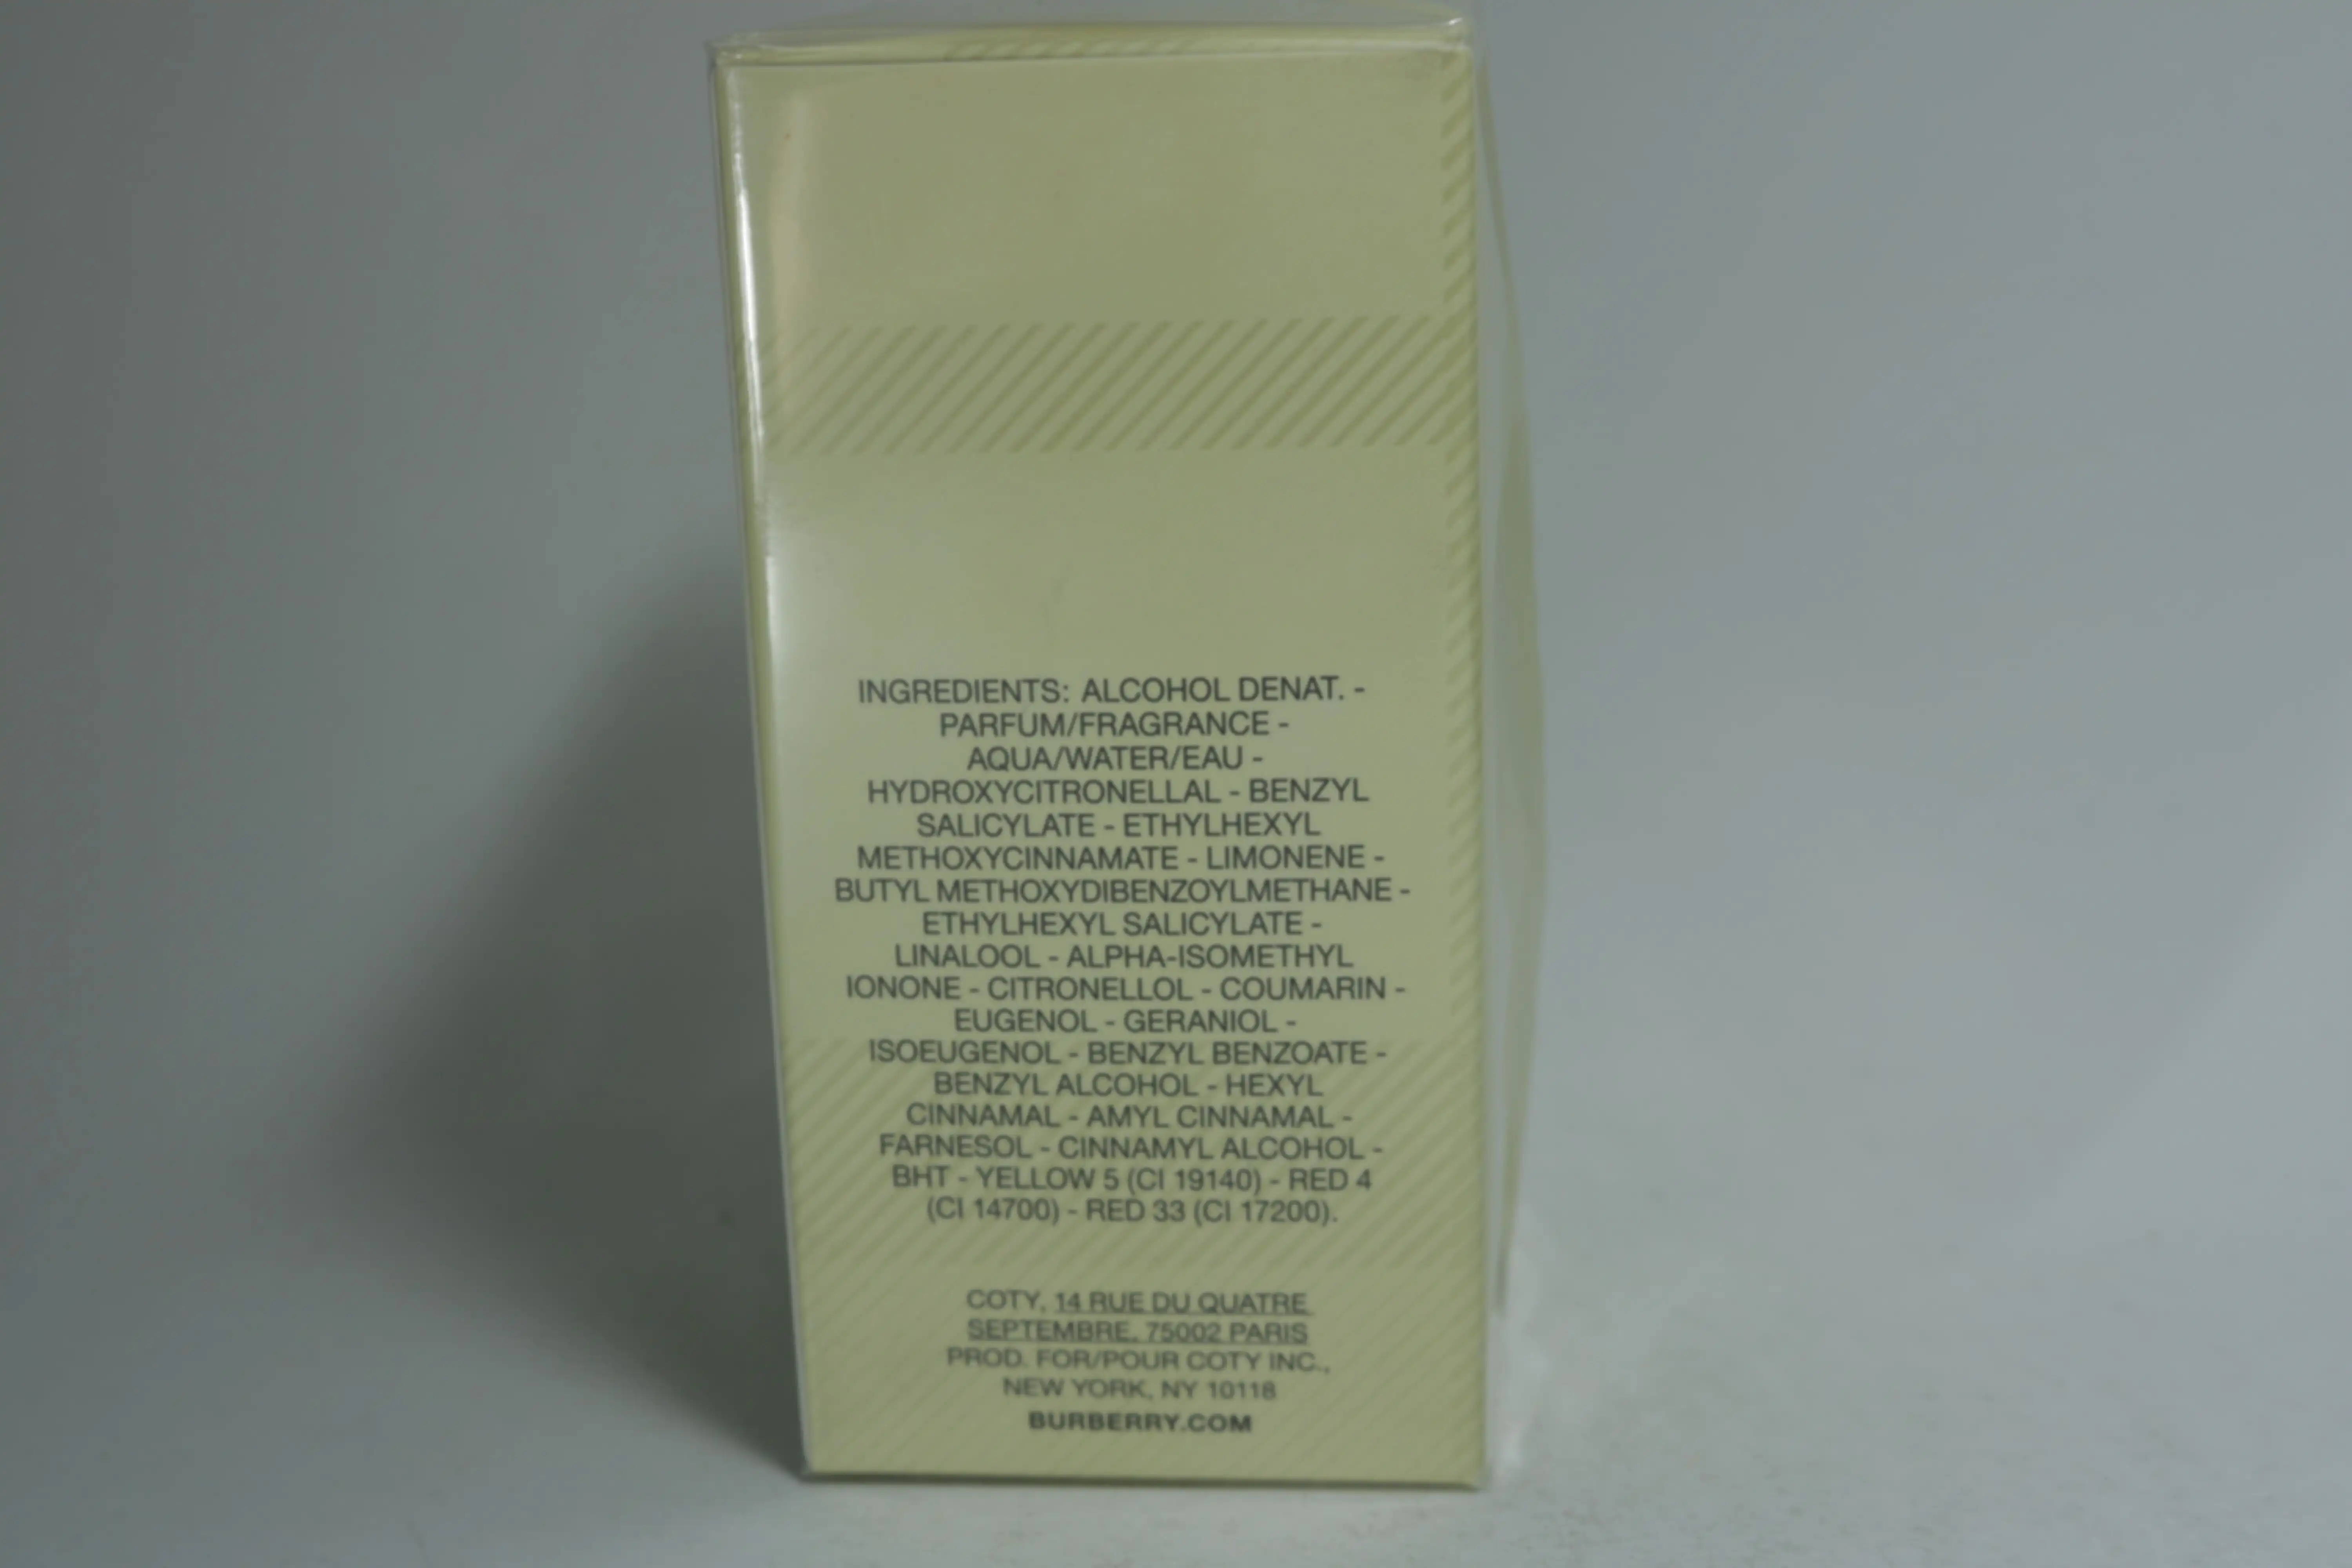 INGREDIENTS: ALCOHOL DENAT. -
PARFUM/FRAGRANCE -
AQUA/WATER/EAU -
HYDROXYCITRONELLAL - BENZYL
SALICYLATE - ETHYLHEXYL
METHOXYCINNAMATE - LIMONENE -
BUTYL METHOXYDIBENZOYLMETHANE -
ETHYLHEXYL SALICYLATE -
LINALOOL - ALPHA-ISOMETHYL
IONONE - CITRONELLOL - COUMARIN -
EUGENOL - GERANIOL -
ISOEUGENOL - BENZYL BENZOATE -
BENZYL ALCOHOL - HEXYL
CINNAMAL - AMYL CINNAMAL -
FARNESOL - CINNAMYL ALCOHOL -
BHT - YELLOW 5 (CI 19140) - RED 4
(CI 14700) - RED 33 (CI 17200).
COTY, 14 RUE DU QUATRE
SEPTEMBRE, 75002 PARIS
PROD. FOR/POUR COTY INC.,
NEW YORK, NY 10118
BURBERRY.COM